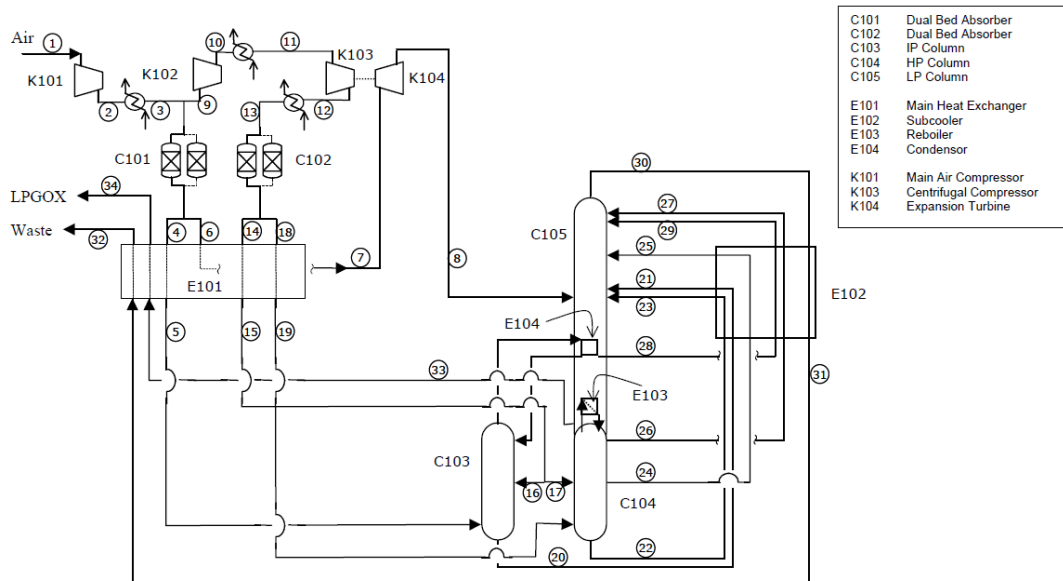 Air
1
K101
2
3
K102
9
10
11
K103
K104
12
13
C101
C102
34
LPGOX
Waste
32
4
6
14
18
7
8
E101
5
15
19
30
C105
27
29
25
21
23
E102
E104
28
31
33
E103
26
C103
24
16
17
C104
20
22
C101 Dual Bed Absorber
C102 Dual Bed Absorber
C103 IP Column
C104 HP Column
C105 LP Column
E101 Main Heat Exchanger
E102 Subcooler
E103 Reboiler
E104 Condensor
K101 Main Air Compressor
K103 Centrifugal Compressor
K104 Expansion Turbine